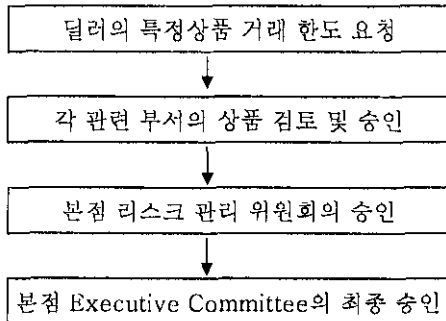 딜러의 특정상품 거래 한도 요청
각 관련 부서의 상품 검토 및 승인
본점 리스크 관리 위원회의 승인
본점 Executive Committee의 최종 승인